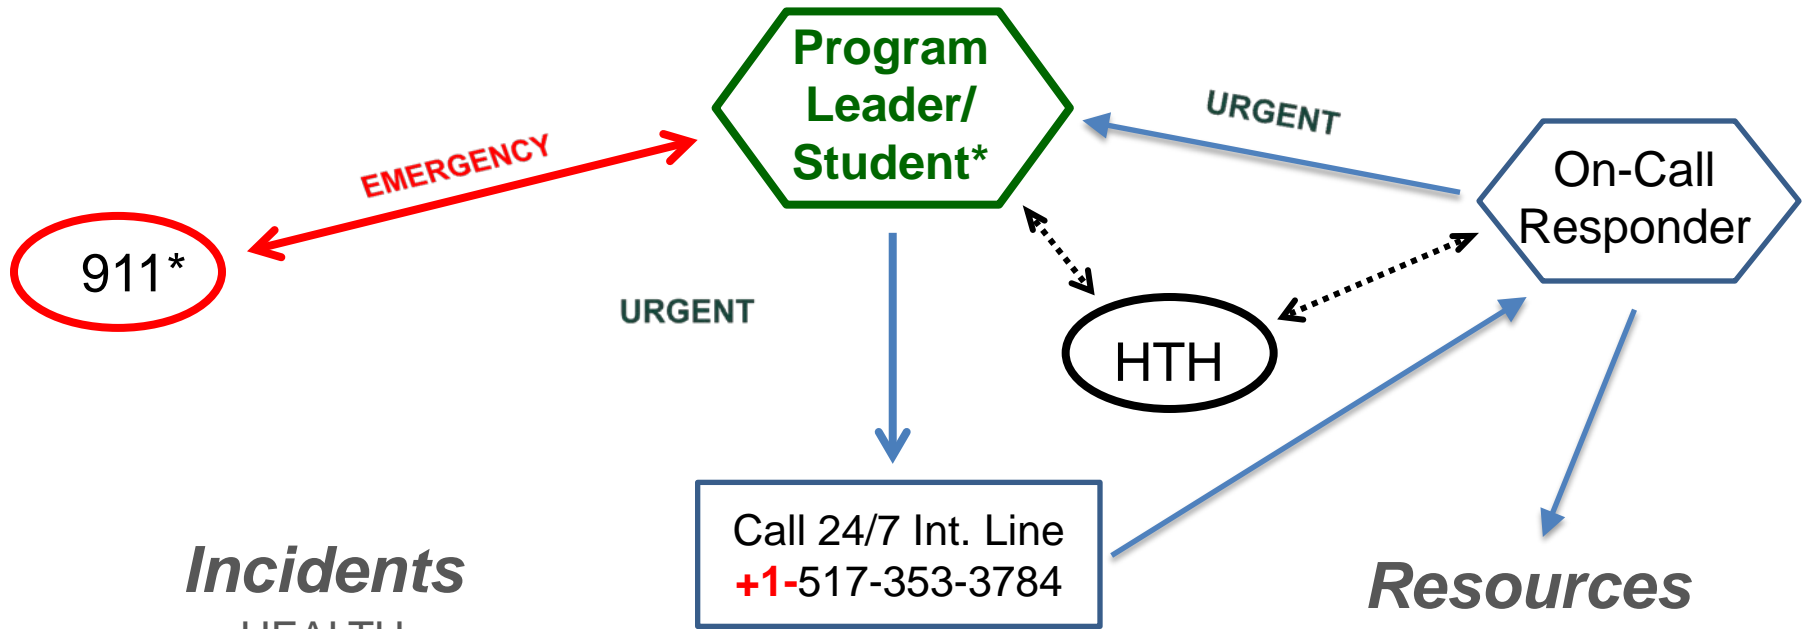 Program
Leader/
Student*
URGENT
EMERGENCY
On-Call
Responder
911*
URGENT
HTH
Call 24/7 Int. Line
+1-517-353-3784
Incidents
Resources
HEALTH